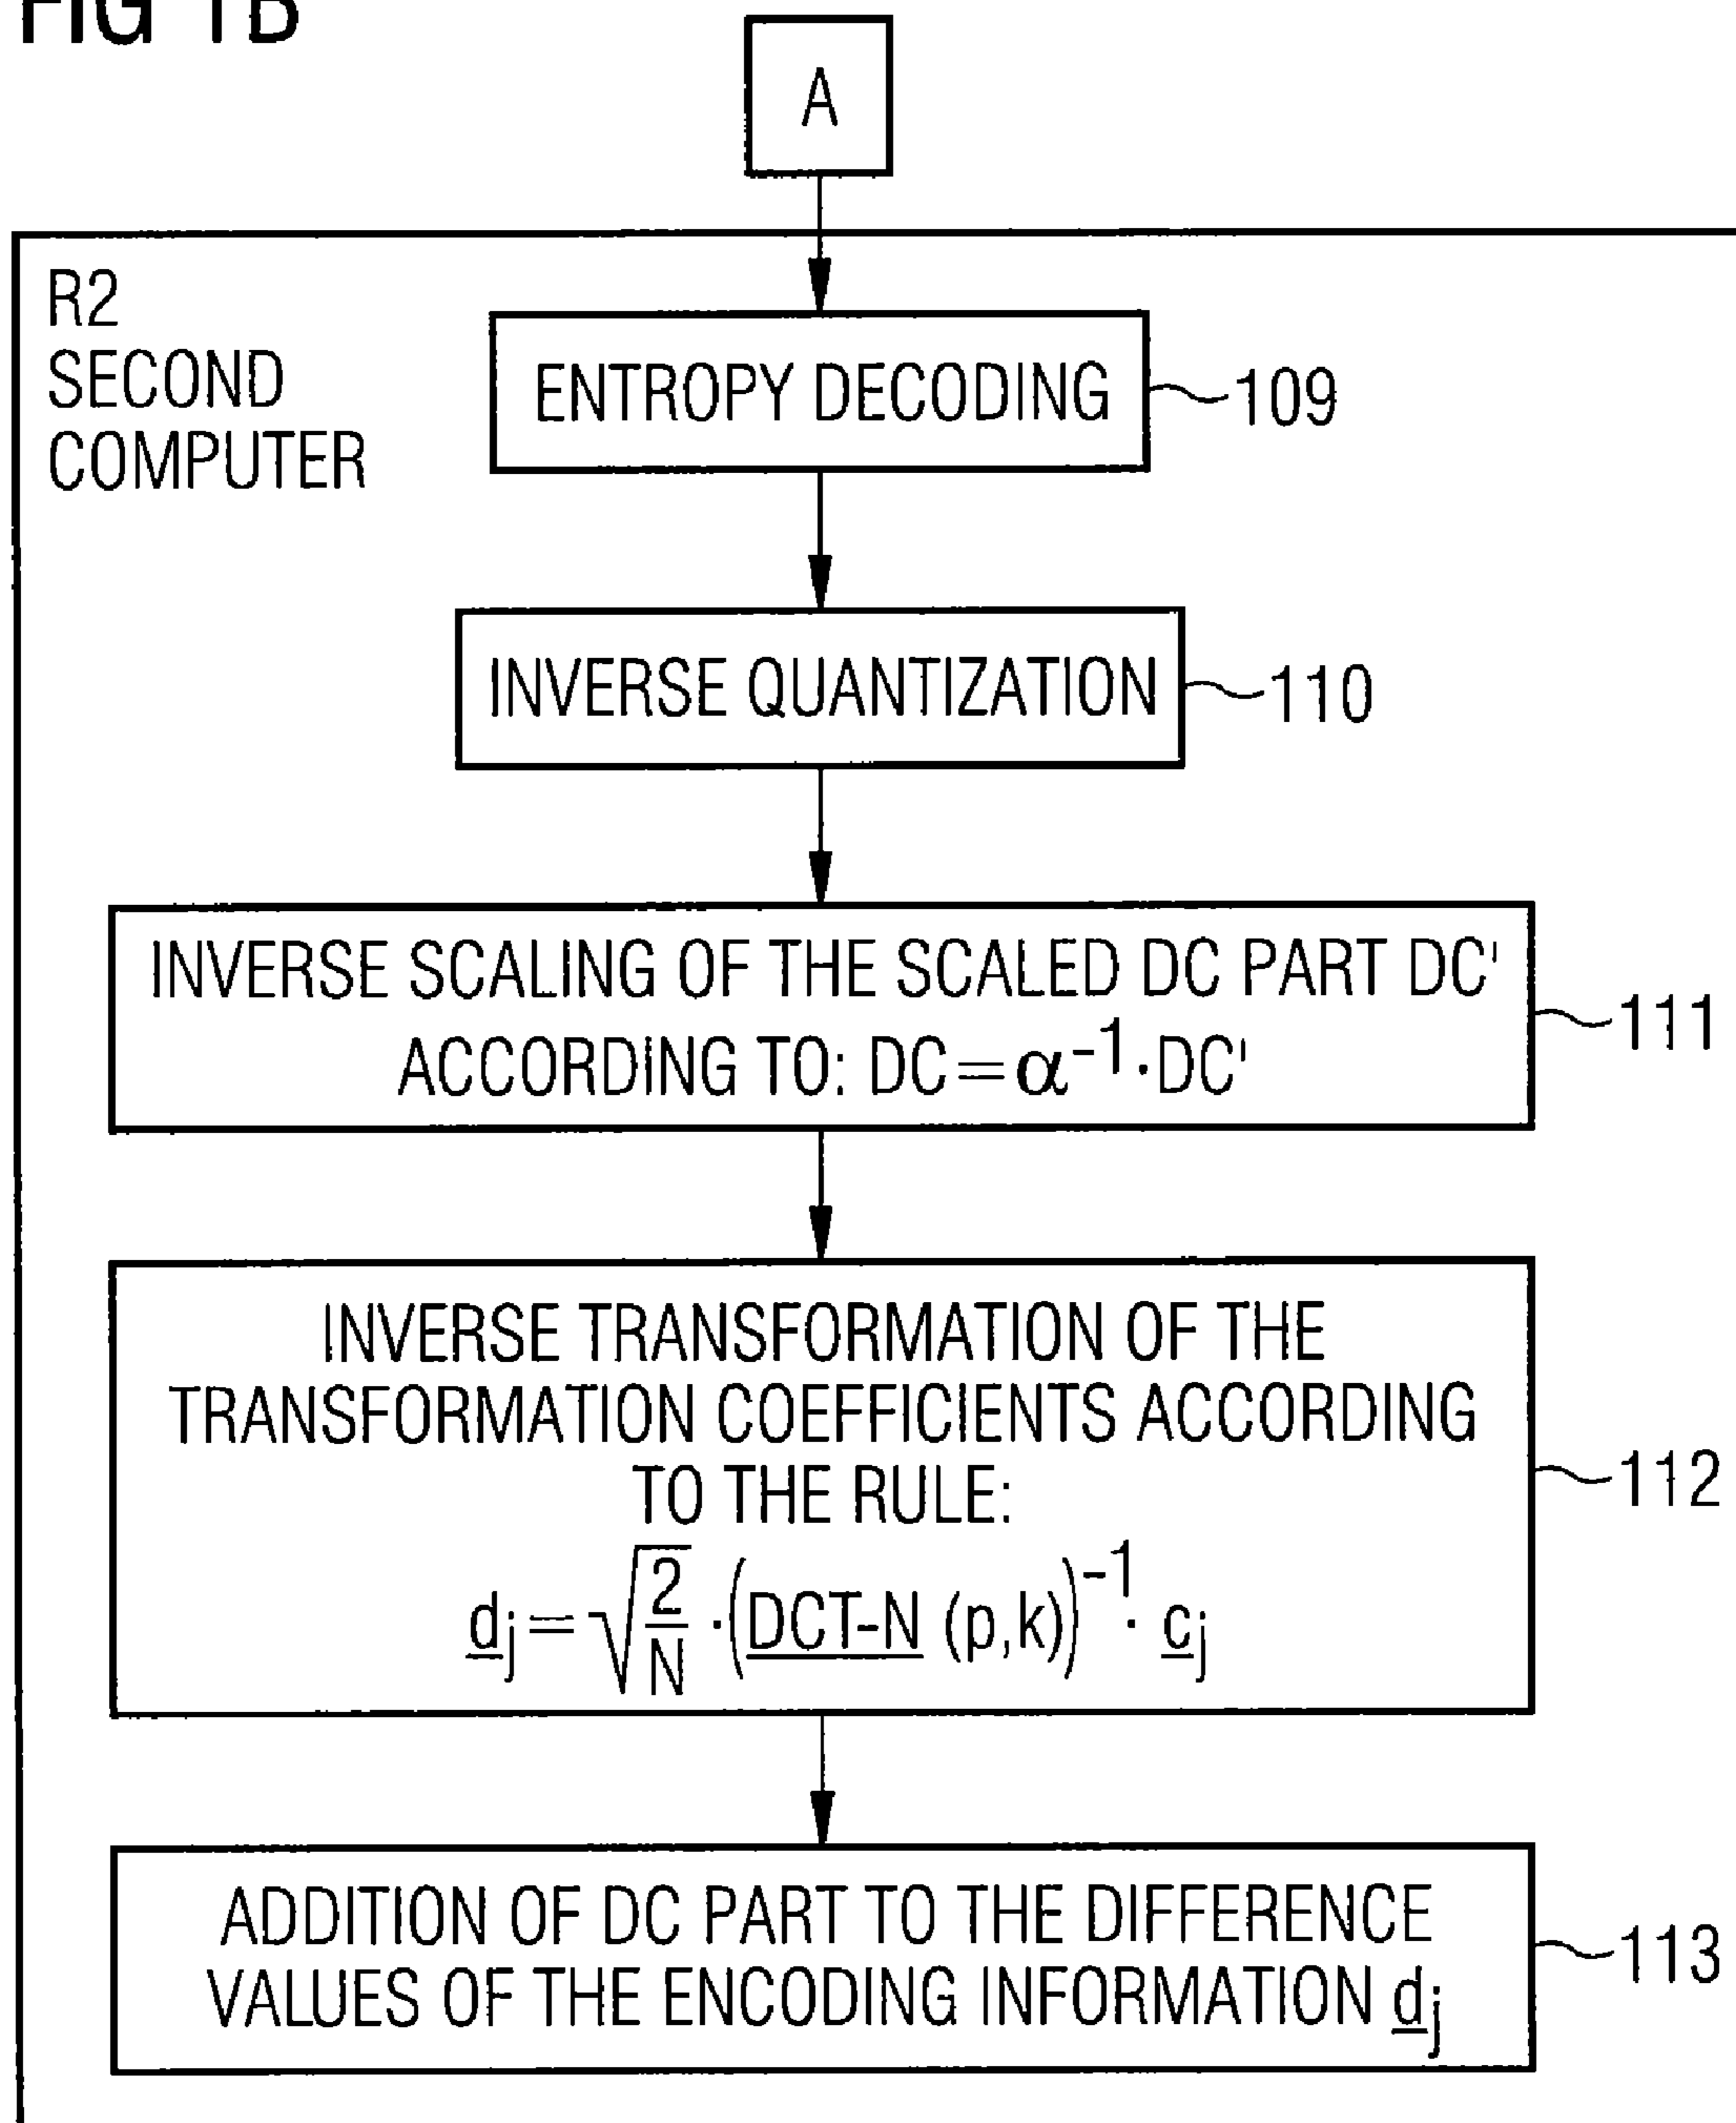 FIG 1B
A
R2
SECOND
COMPUTER
ENTROPY DECODING
109
INVERSE QUANTIZATION
110
INVERSE SCALING OF THE SCALED DC PART DC'
ACCORDING TO: DC=α⁻¹·DC'
111
INVERSE TRANSFORMATION OF THE
TRANSFORMATION COEFFICIENTS ACCORDING
TO THE RULE:
d_j=√(2/N)·(DCT-N (p,k))⁻¹·c_j
112
ADDITION OF DC PART TO THE DIFFERENCE
VALUES OF THE ENCODING INFORMATION d_j
113